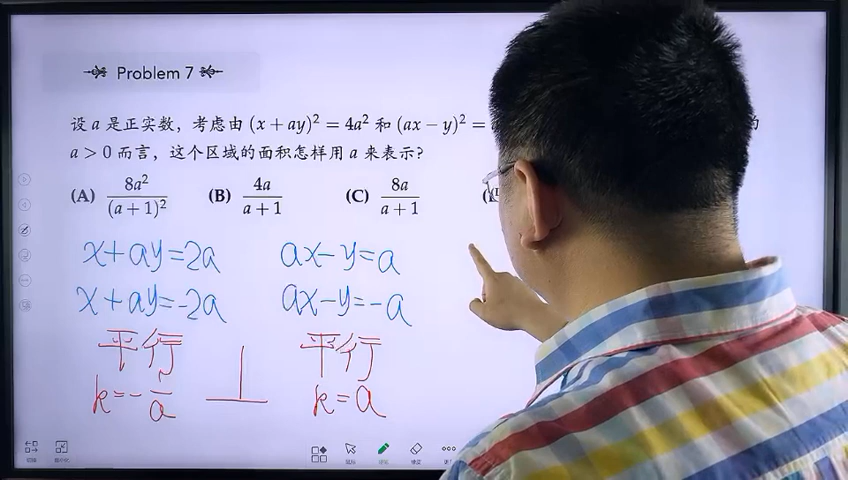 Problem 7
设 a 是正实数，考虑由 (x + ay)² = 4a² 和 (ax − y)² =
a > 0 而言，这个区域的面积怎样用 a 来表示？
(A) 8a²/(a + 1)² (B) 4a/(a + 1) (C) 8a/(a + 1)
x+ay=2a ax-y=a
x+ay=-2a ax-y=-a
平行 平行
k=-1/a ⊥ k=a